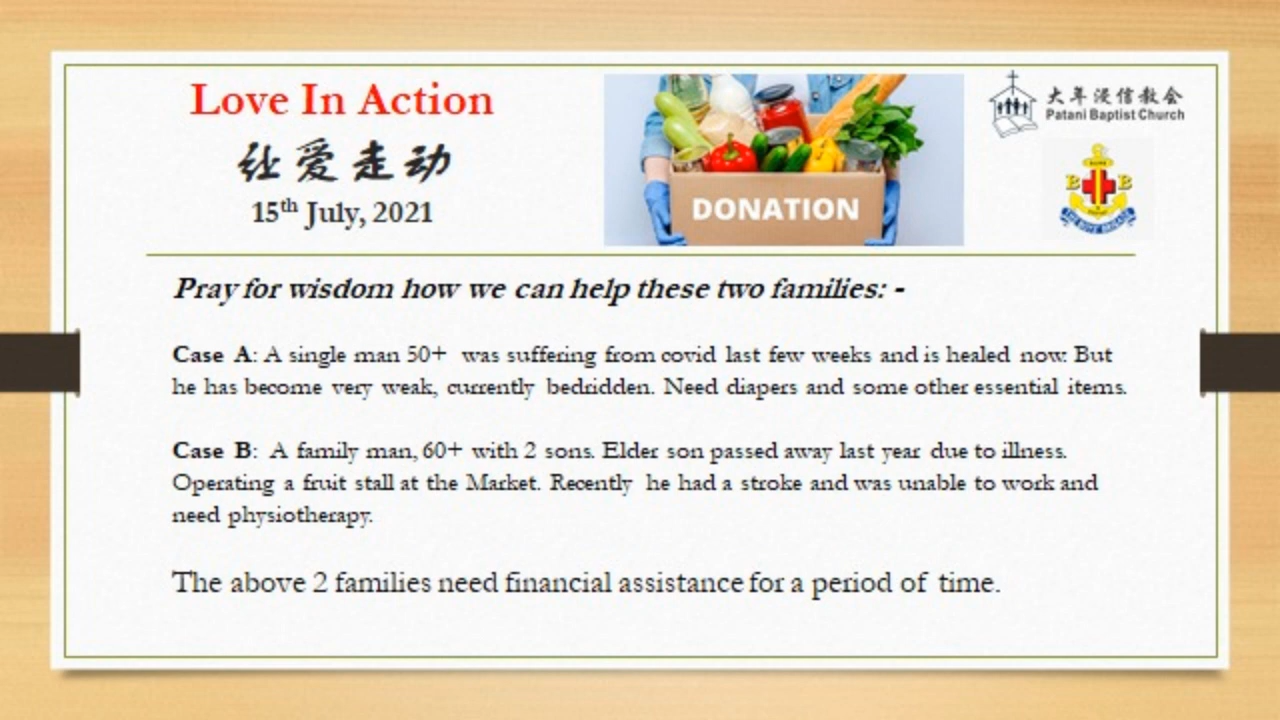 Love In Action
让爱走动
15th July, 2021
DONATION
大年浸信教会
Patani Baptist Church
B B
Pray for wisdom how we can help these two families: -
Case A: A single man 50+ was suffering from covid last few weeks and is healed now. But
he has become very weak, currently bedridden. Need diapers and some other essential items.
Case B: A family man, 60+ with 2 sons. Elder son passed away last year due to illness.
Operating a fruit stall at the Market. Recently he had a stroke and was unable to work and
need physiotherapy.
The above 2 families need financial assistance for a period of time.